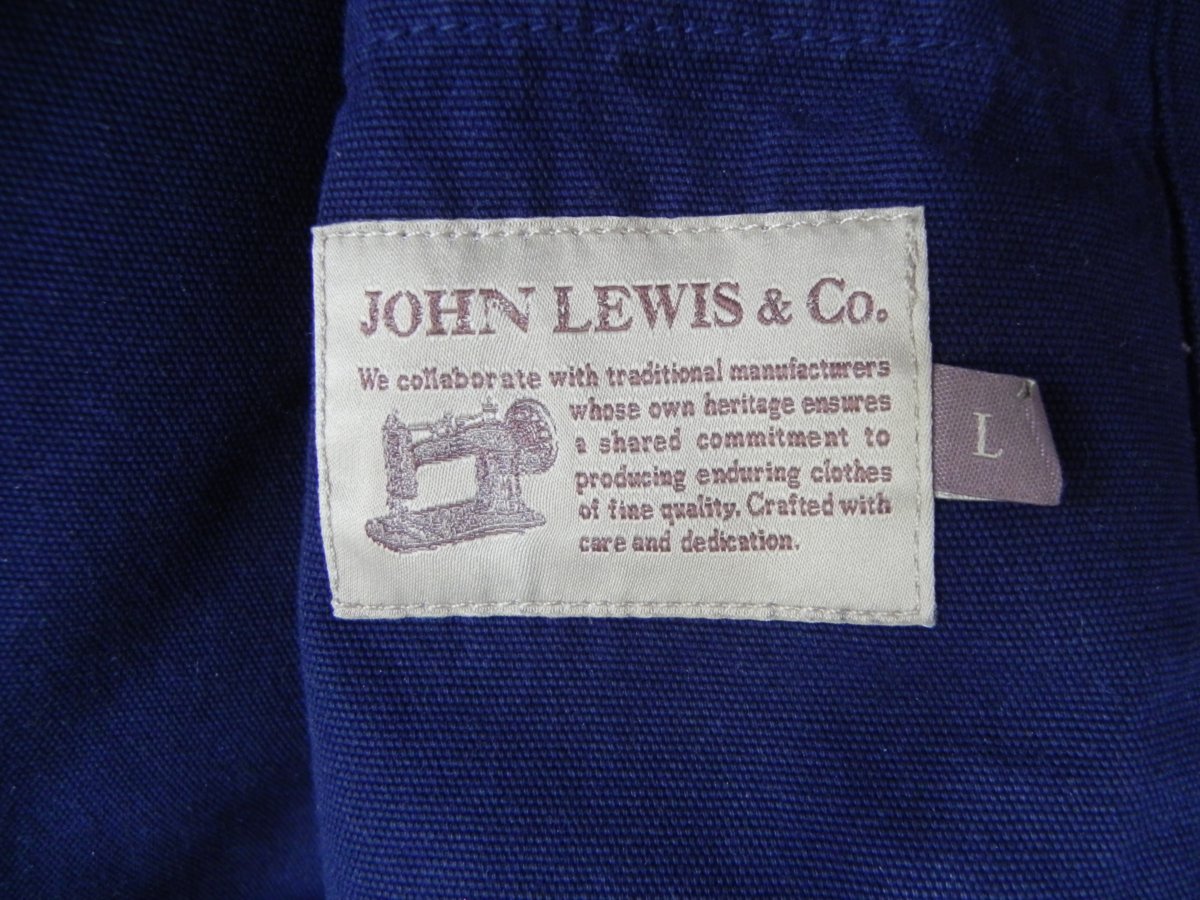 JOHN LEWIS & Co.
We collaborate with traditional manufacturers
whose own heritage ensures
a shared commitment to
producing enduring clothes
of fine quality. Crafted with
care and dedication.
L